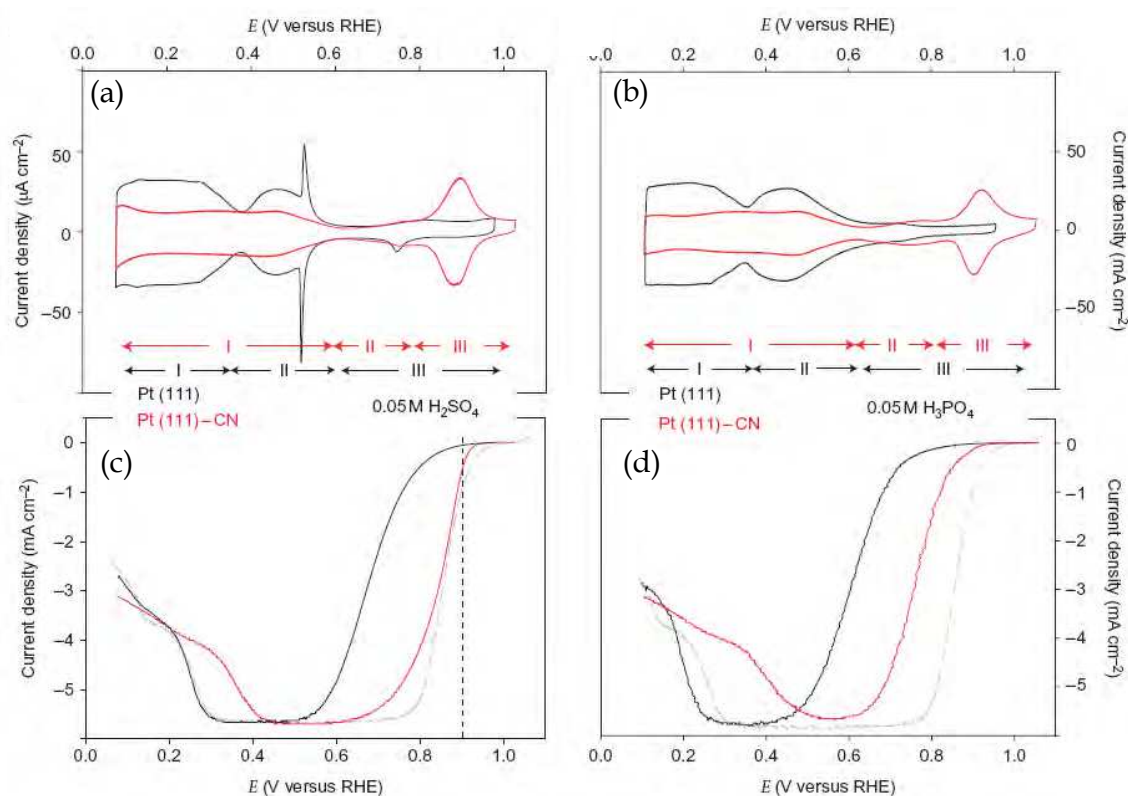 E (V versus RHE)
0.0 0.2 0.4 0.6 0.8 1.0
(a)
Current density (μA cm⁻²)
50
0
−50
I II III
I II III
Pt (111)
Pt (111)–CN
0.05M H₂SO₄
E (V versus RHE)
0.2 0.4 0.6 0.8 1.0
(b)
Current density (mA cm⁻²)
50
0
−50
I II III
I II III
Pt (111)
Pt (111)–CN
0.05M H₃PO₄
(c)
Current density (mA cm⁻²)
0
−1
−2
−3
−4
−5
0.0 0.2 0.4 0.6 0.8 1.0
E (V versus RHE)
(d)
Current density (mA cm⁻²)
0
−1
−2
−3
−4
−5
0.0 0.2 0.4 0.6 0.8 1.0
E (V versus RHE)